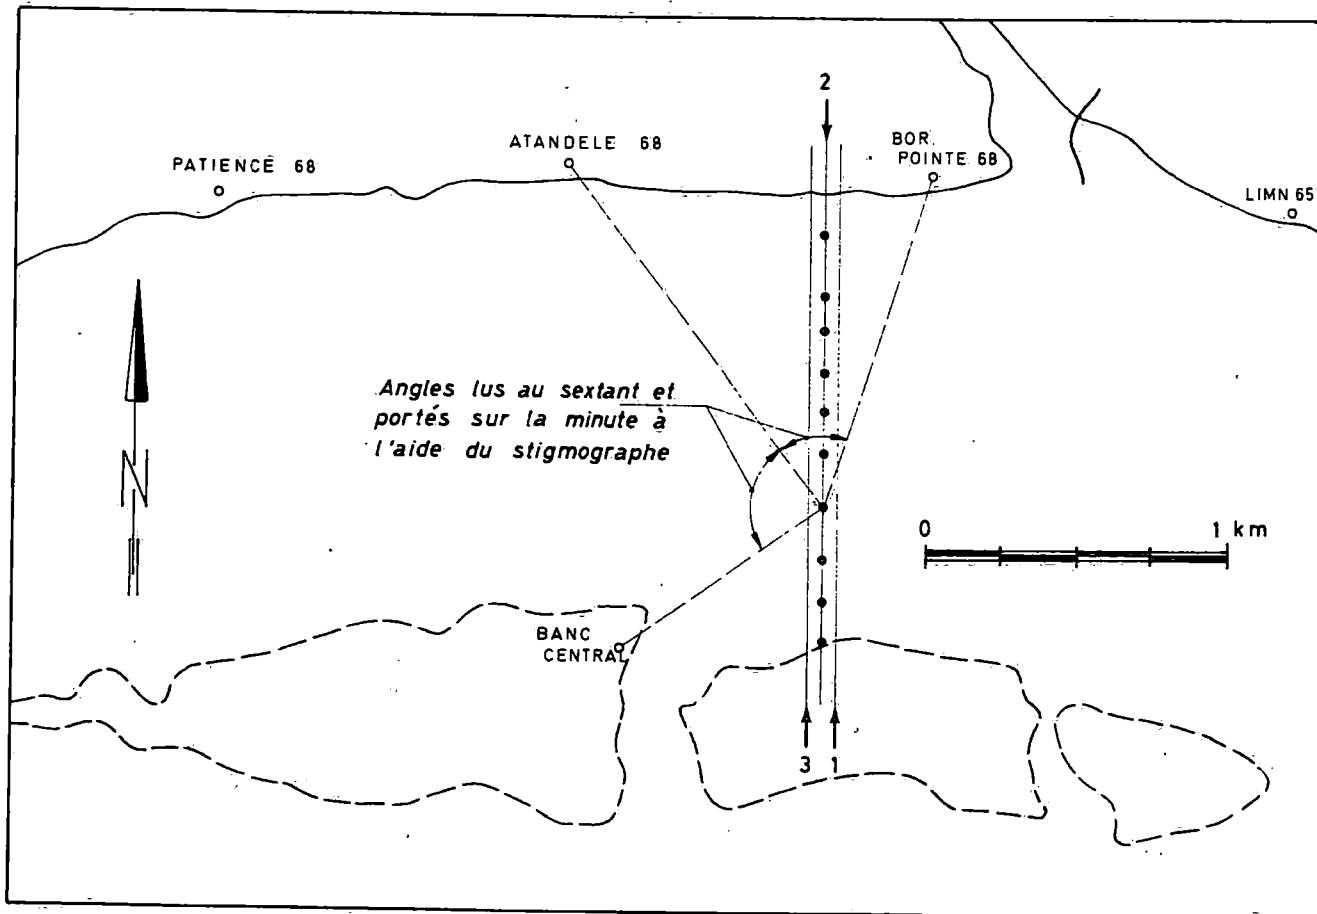 2
ATANDELE 68
BOR.
POINTE 68
PATIENCE 68
LIMN 65
Angles lus au sextant et
portés sur la minute à
l'aide du stigmographe
N
0
1 km
BANC
CENTRAL
3
1